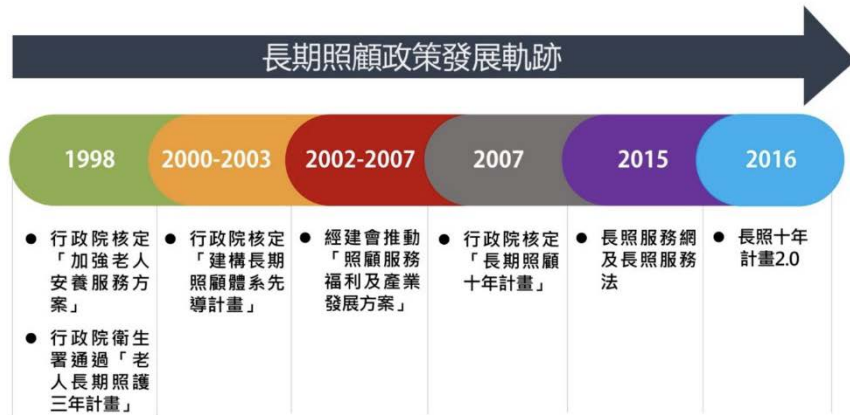 長期照顧政策發展軌跡
1998
2000-2003
2002-2007
2007
2015
2016
● 行政院核定
「加強老人
安養服務方
案」
● 行政院衛生
署通過「老
人長期照護
三年計畫」
● 行政院核定
「建構長期
照顧體系先
導計畫」
● 經建會推動
「照顧服務
福利及產業
發展方案」
● 行政院核定
「長期照顧
十年計畫」
● 長照服務網
及長照服務
法
● 長照十年
計畫2.0